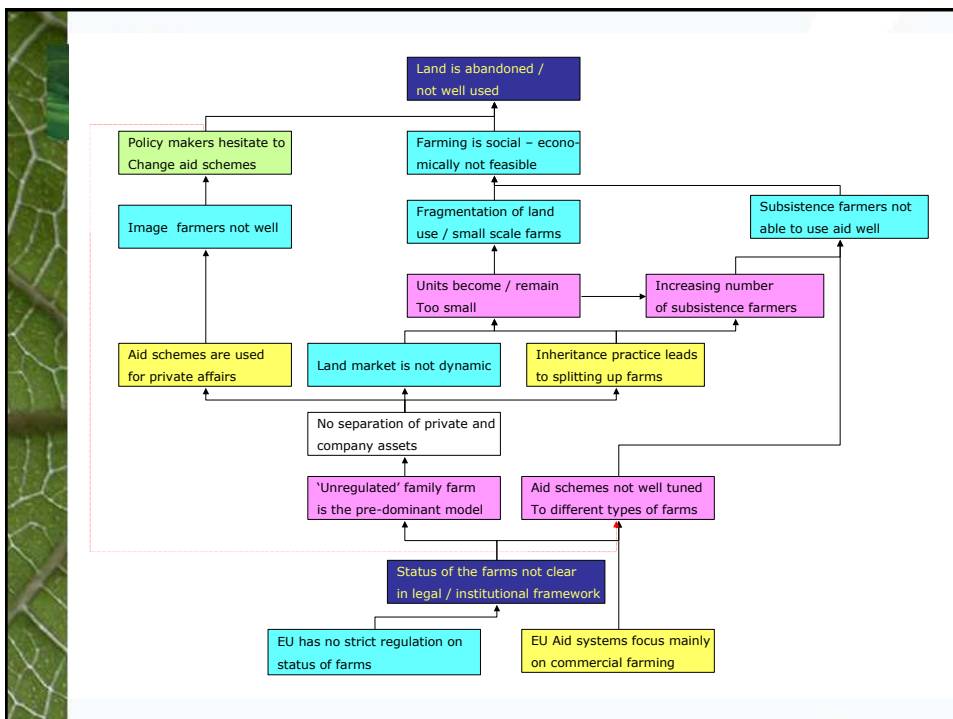 Land is abandoned /
not well used
Policy makers hesitate to
Change aid schemes
Farming is social – econo-
mically not feasible
Image farmers not well
Fragmentation of land
use / small scale farms
Subsistence farmers not
able to use aid well
Units become / remain
Too small
Increasing number
of subsistence farmers
Aid schemes are used
for private affairs
Land market is not dynamic
Inheritance practice leads
to splitting up farms
No separation of private and
company assets
‘Unregulated’ family farm
is the pre-dominant model
Aid schemes not well tuned
To different types of farms
Status of the farms not clear
in legal / institutional framework
EU has no strict regulation on
status of farms
EU Aid systems focus mainly
on commercial farming